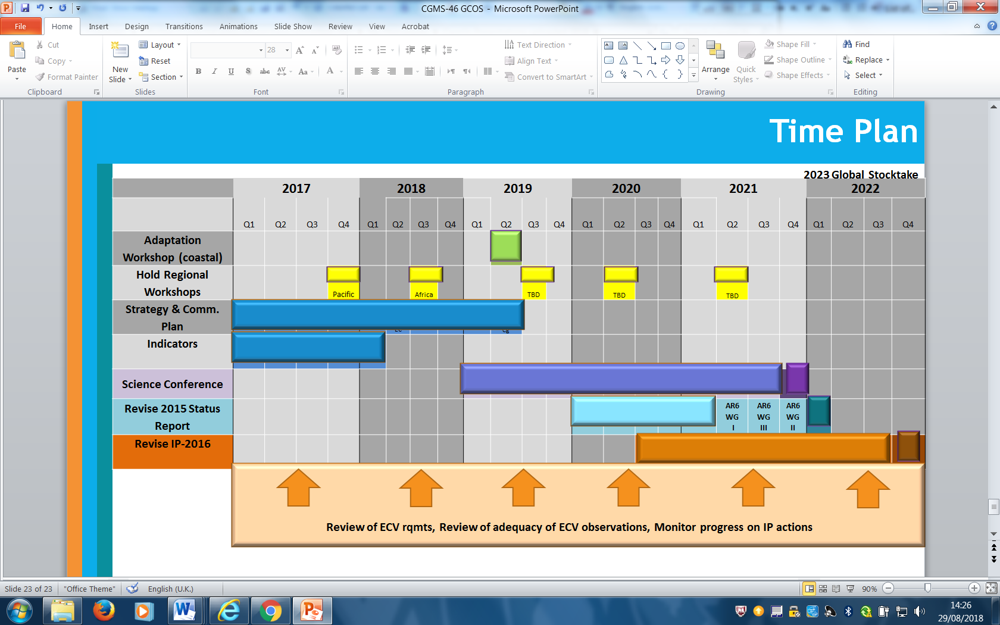 CGMS-46 GCOS - Microsoft PowerPoint
File Home Insert Design Transitions Animations Slide Show Review View Acrobat
Paste
Cut
Copy
Format Painter
Clipboard
New
Slide
Layout
Reset
Section
Slides
28
B I U S abc AV Aa A
Font
Text Direction
Align Text
Convert to SmartArt
Paragraph
Arrange
Quick
Styles
Shape Fill
Shape Outline
Shape Effects
Drawing
Find
Replace
Select
Editing
Time Plan
2023 Global Stocktake
2017 2018 2019 2020 2021 2022
Q1 Q2 Q3 Q4 Q1 Q2 Q3 Q4 Q1 Q2 Q3 Q4 Q1 Q2 Q3 Q4 Q1 Q2 Q3 Q4 Q1 Q2 Q3 Q4
Adaptation
Workshop (coastal)
Hold Regional
Workshops
Pacific Africa TBD TBD TBD
Strategy & Comm.
Plan
Indicators
Science Conference
Revise 2015 Status
Report
AR6
WG
I
AR6
WG
III
AR6
WG
II
Revise IP-2016
Review of ECV rqmts, Review of adequacy of ECV observations, Monitor progress on IP actions
Slide 23 of 23 "Office Theme" English (U.K.) 90%
14:26
29/08/2018